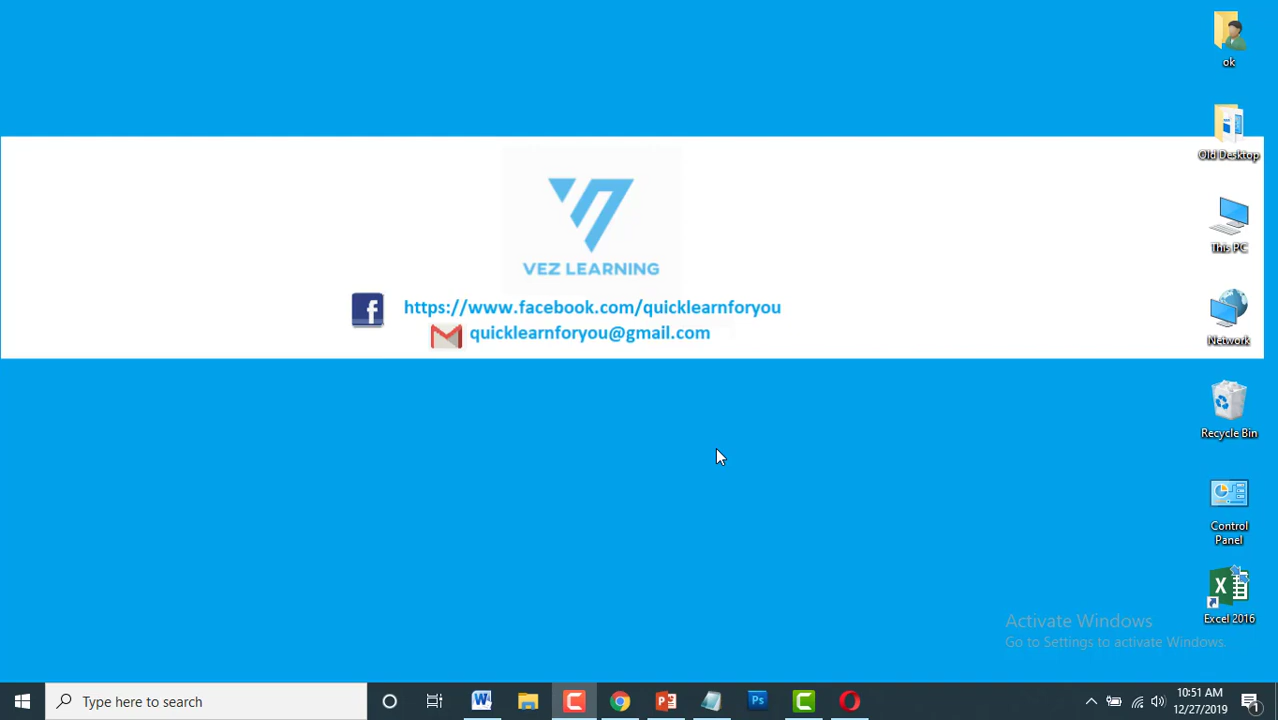 ok
Old Desktop
VEZ LEARNING
This PC
https://www.facebook.com/quicklearnforyou
quicklearnforyou@gmail.com
Network
Recycle Bin
Control
Panel
Excel 2016
Activate Windows
Go to Settings to activate Windows.
Type here to search
10:51 AM
12/27/2019